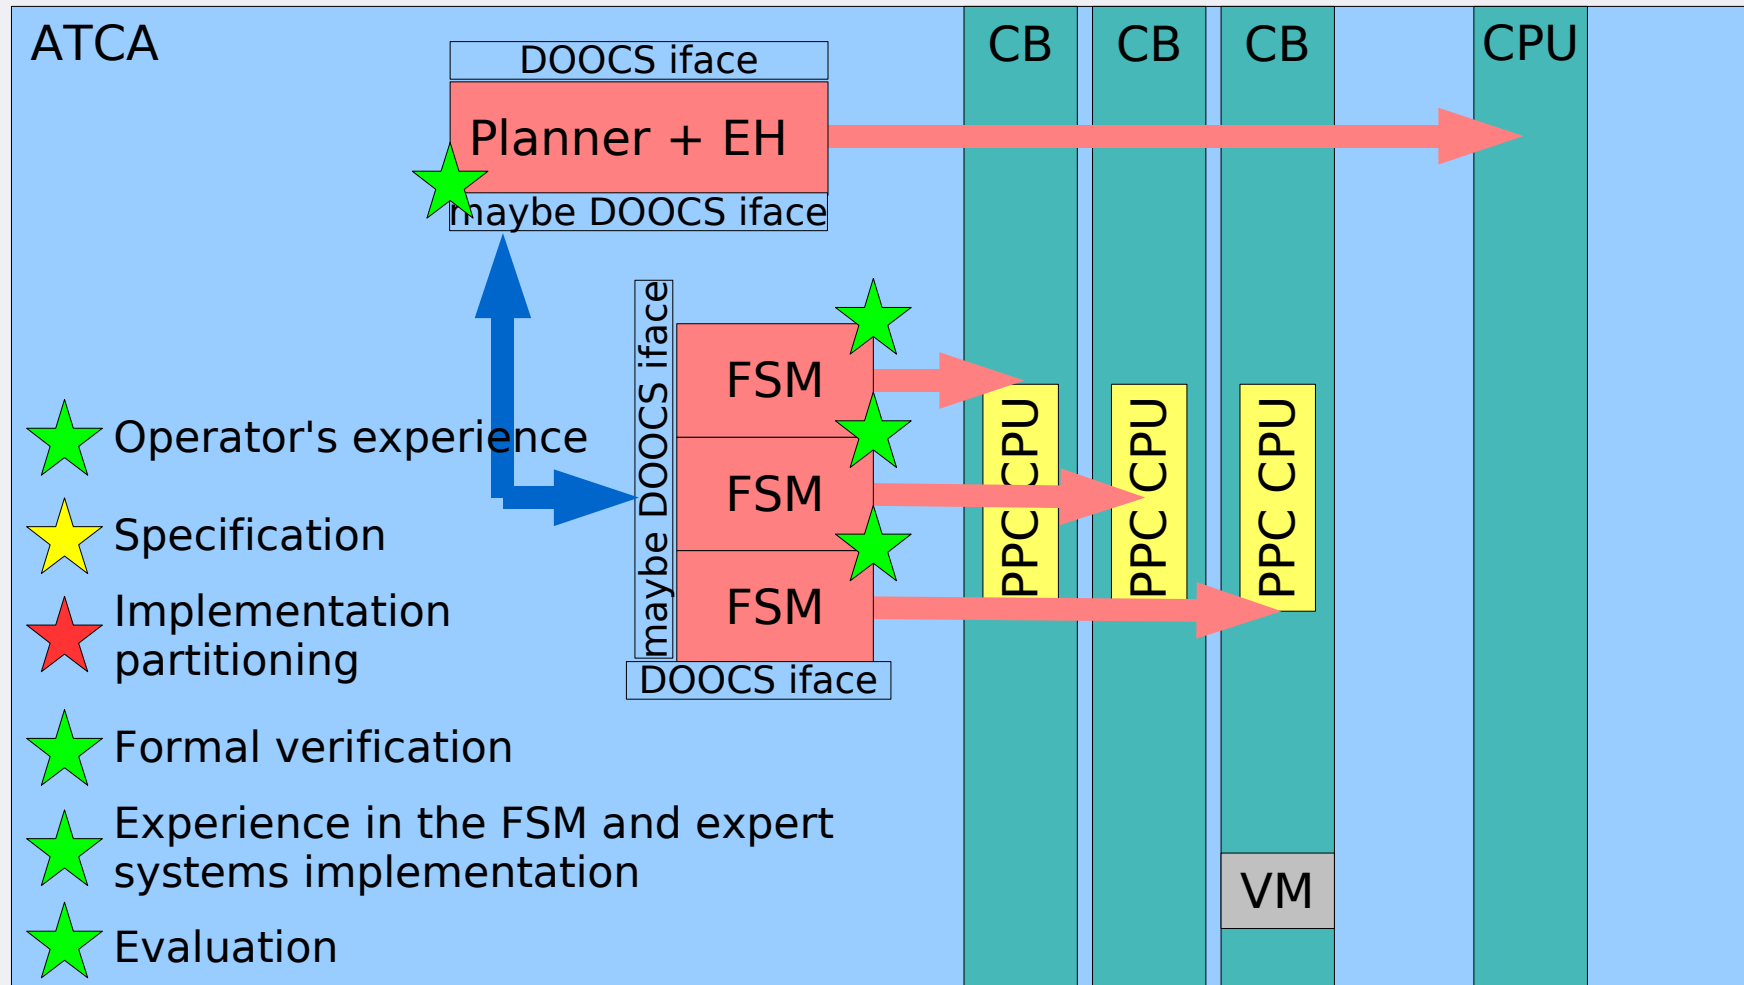 ATCA
CB
CB
CB
CPU
DOOCS iface
Planner + EH
maybe DOOCS iface
maybe DOOCS iface
FSM
FSM
FSM
DOOCS iface
PPC CPU
PPC CPU
PPC CPU
VM
Operator's experience
Specification
Implementation
partitioning
Formal verification
Experience in the FSM and expert
systems implementation
Evaluation